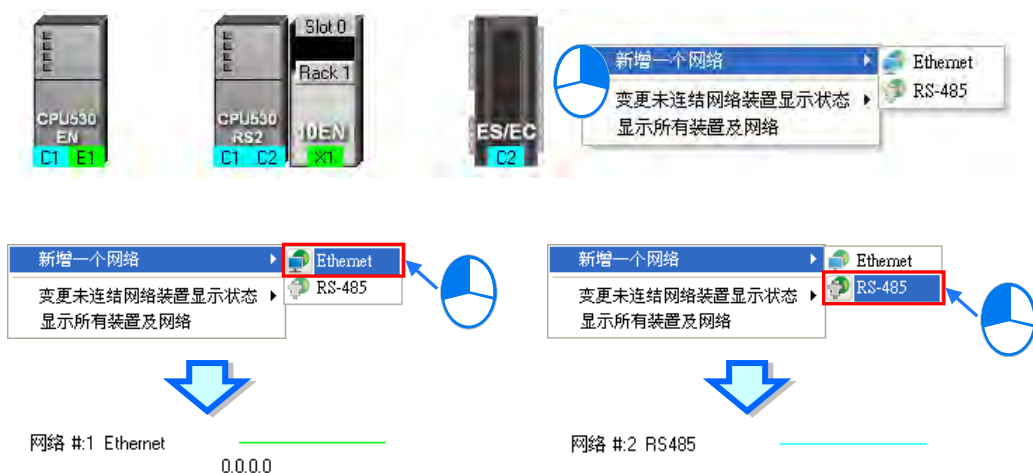 Slot 0
Rack 1
CPU530
EN
C1 E1
CPU530
RS2
C1 C2
10EN
X1
ES/EC
C2
新增一个网络
变更未连结网络装置显示状态
显示所有装置及网络
Ethernet
RS-485
新增一个网络
变更未连结网络装置显示状态
显示所有装置及网络
Ethernet
RS-485
新增一个网络
变更未连结网络装置显示状态
显示所有装置及网络
Ethernet
RS-485
网络 #:1 Ethernet
0.0.0.0
网络 #:2 RS485